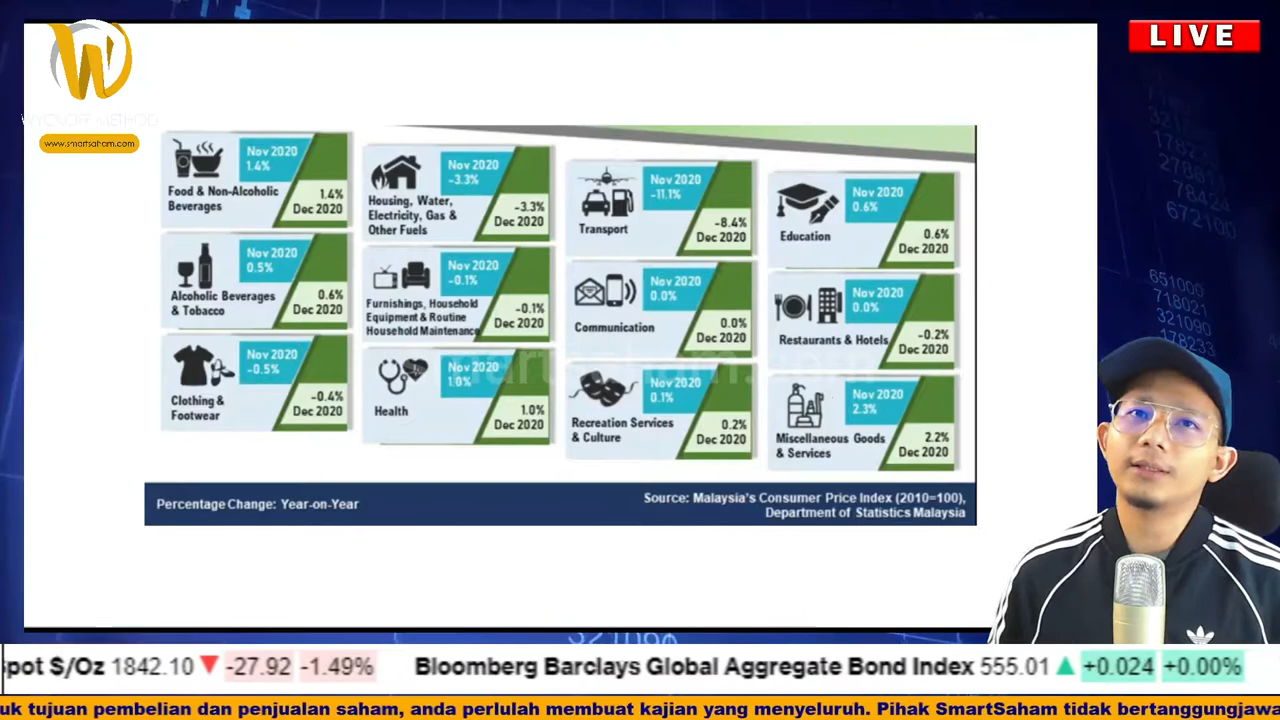 LIVE
W
WYCKOFF METHOD
www.smartsaham.com
Nov 2020
1.4%
Food & Non-Alcoholic
Beverages
1.4%
Dec 2020
Nov 2020
0.5%
Alcoholic Beverages
& Tobacco
0.6%
Dec 2020
Nov 2020
-0.5%
Clothing &
Footwear
-0.4%
Dec 2020
Nov 2020
-3.3%
Housing, Water,
Electricity, Gas &
Other Fuels
-3.3%
Dec 2020
Nov 2020
-0.1%
Furnishings, Household
Equipment & Routine
Household Maintenance
-0.1%
Dec 2020
Nov 2020
1.0%
Health
1.0%
Dec 2020
Nov 2020
-11.1%
Transport
-8.4%
Dec 2020
Nov 2020
0.0%
Communication
0.0%
Dec 2020
Nov 2020
0.1%
Recreation Services
& Culture
0.2%
Dec 2020
Nov 2020
0.6%
Education
0.6%
Dec 2020
Nov 2020
0.0%
Restaurants & Hotels
-0.2%
Dec 2020
Nov 2020
2.3%
Miscellaneous Goods
& Services
2.2%
Dec 2020
Percentage Change: Year-on-Year
Source: Malaysia's Consumer Price Index (2010=100),
Department of Statistics Malaysia
672100
651000
718021
321090
178233
spot $/Oz 1842.10 ▼ -27.92 -1.49% Bloomberg Barclays Global Aggregate Bond Index 555.01 ▲ +0.024 +0.00%
uk tujuan pembelian dan penjualan saham, anda perlulah membuat kajian yang menyeluruh. Pihak SmartSaham tidak bertanggungjawa